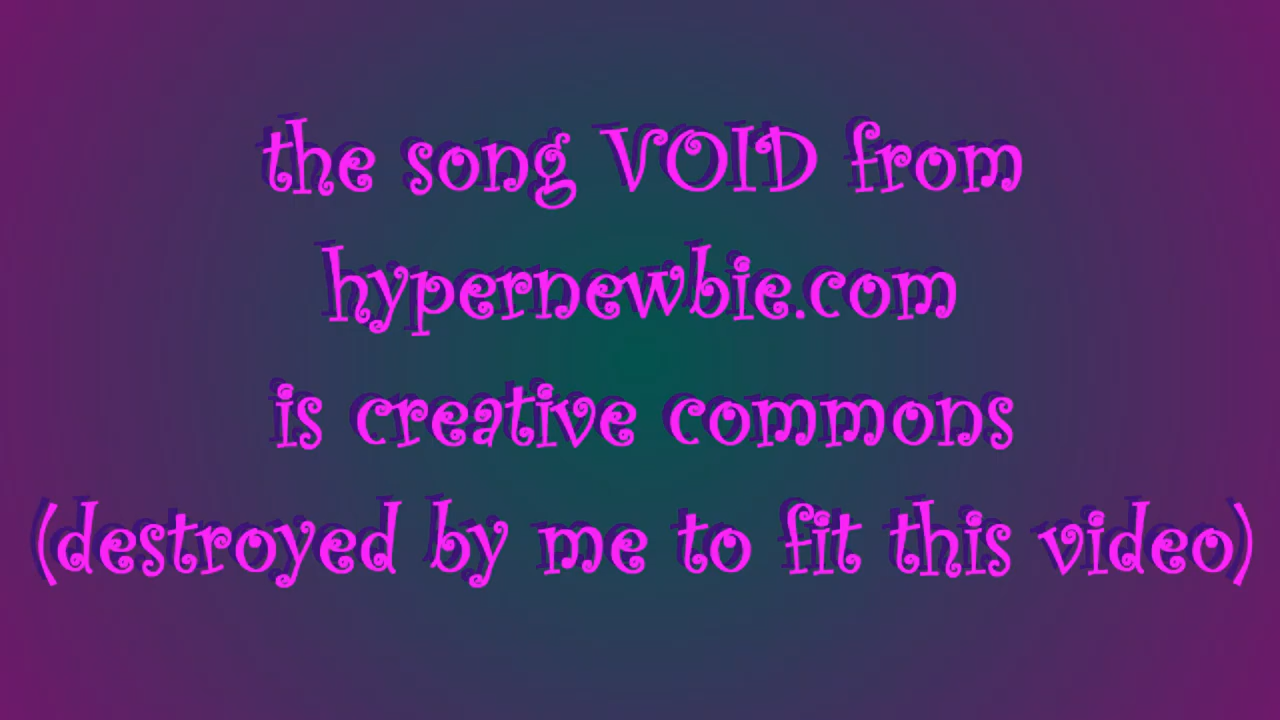 the song VOID from
hypernewbie.com
is creative commons
(destroyed by me to fit this video)